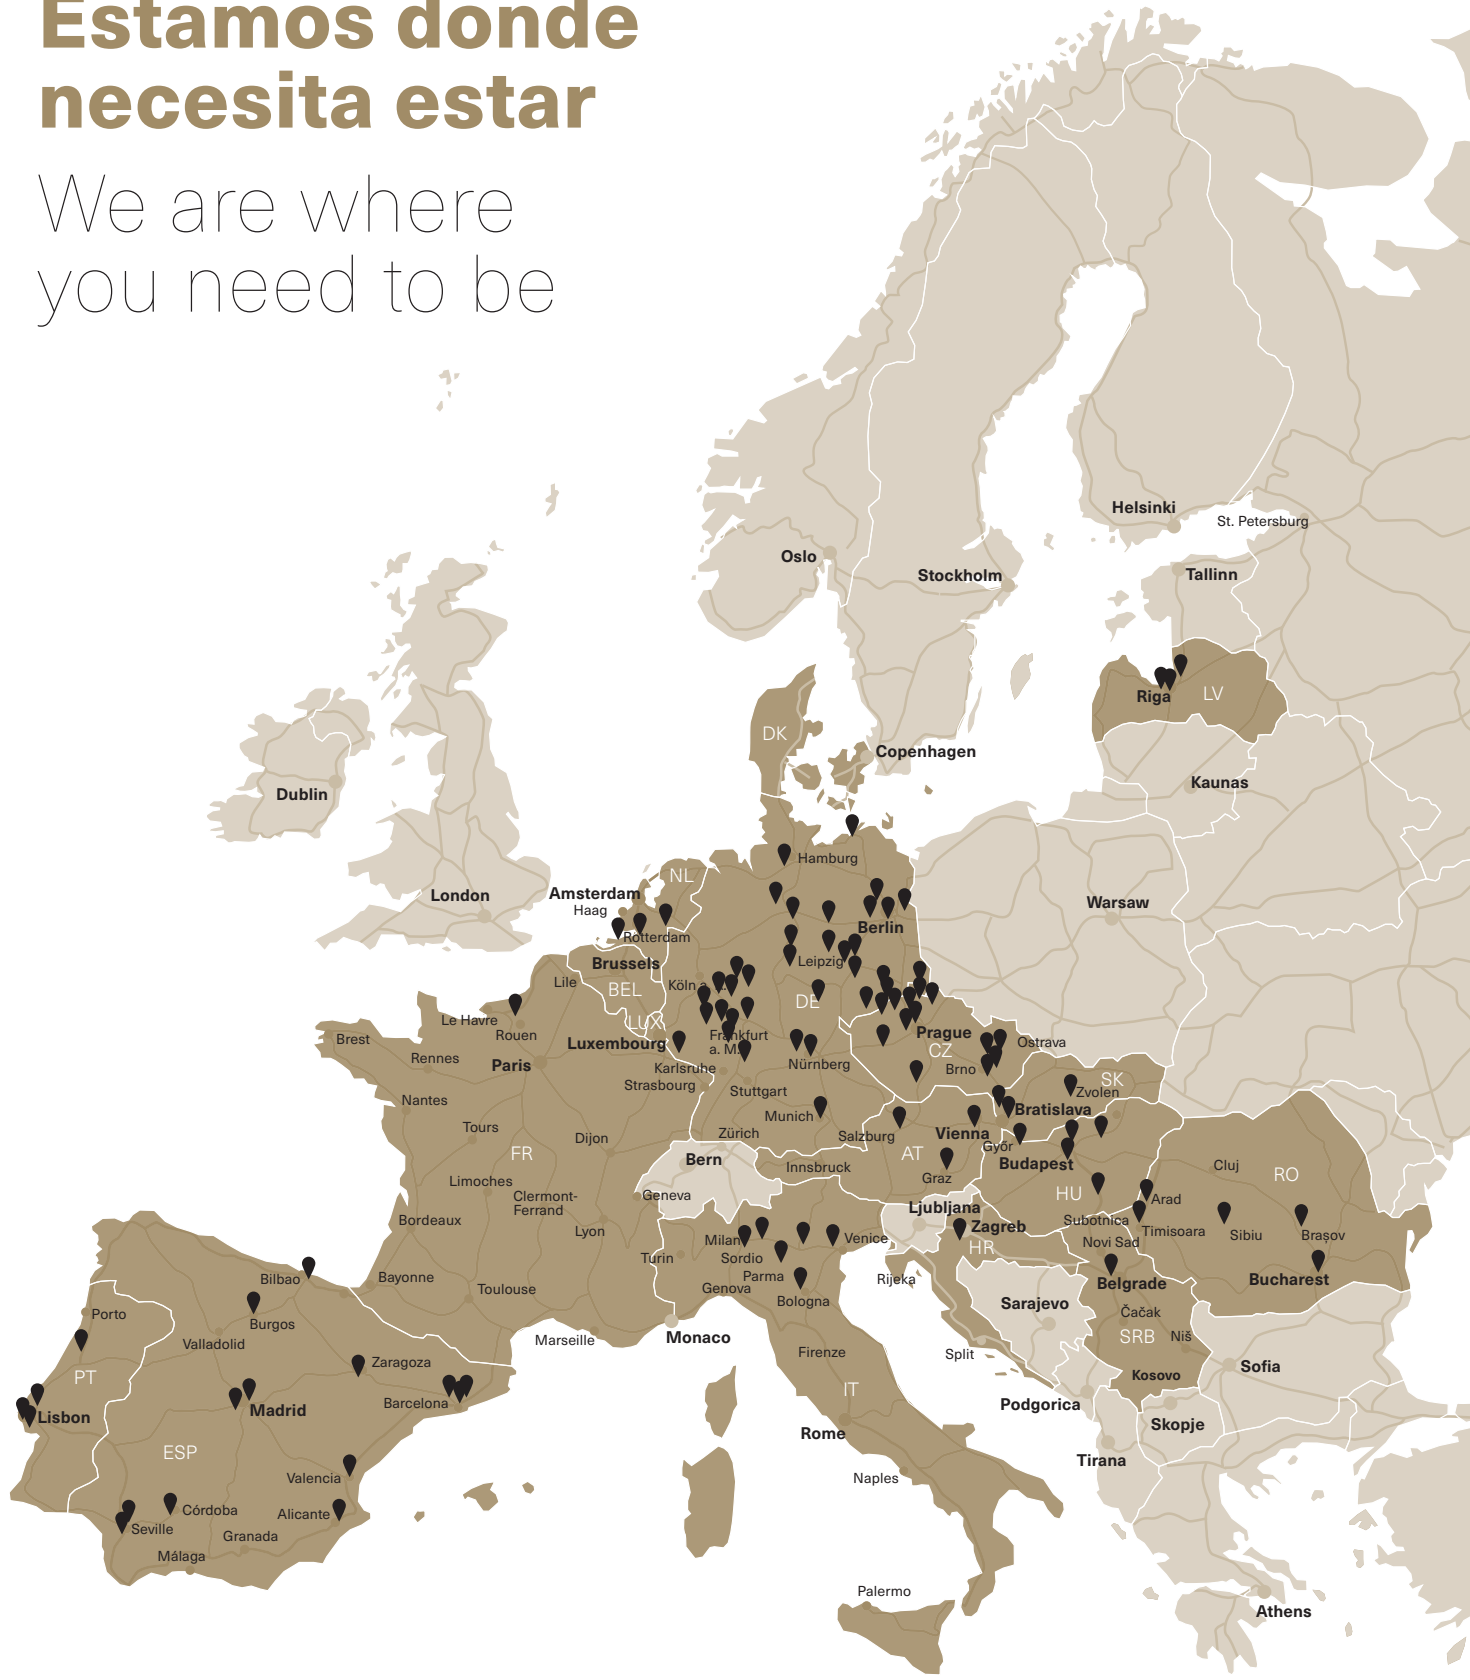 Estamos donde
necesita estar
We are where
you need to be
Helsinki
St. Petersburg
Oslo
Stockholm
Tallinn
Riga
LV
DK
Copenhagen
Kaunas
Dublin
Hamburg
NL
London
Amsterdam
Haag
Warsaw
Rotterdam
Berlin
Brussels
Leipzig
Lile
BEL
Köln a.
DE
Le Havre
LUX
Rouen
Brest
Luxembourg
Frankfurt
a. M.
Prague
Ostrava
Rennes
Paris
CZ
Karlsruhe
Nürnberg
Brno
Strasbourg
Stuttgart
SK
Zvolen
Nantes
Munich
Bratislava
Tours
Dijon
Zürich
Salzburg
Vienna
Győr
FR
Bern
AT
Budapest
Innsbruck
Graz
Cluj
RO
Limoches
Clermont-
Ferrand
Geneva
HU
Arad
Ljubljana
Bordeaux
Lyon
Zagreb
Subotnica
Timisoara
Sibiu
Brașov
Milan
Venice
Novi Sad
HR
Turin
Sordio
Bilbao
Bayonne
Parma
Rijeka
Belgrade
Bucharest
Toulouse
Genova
Bologna
Sarajevo
Porto
Burgos
Čačak
Valladolid
Marseille
Monaco
SRB
Niš
Zaragoza
Firenze
Split
Sofia
PT
Kosovo
IT
Barcelona
Podgorica
Lisbon
Madrid
Skopje
Rome
ESP
Tirana
Valencia
Naples
Córdoba
Alicante
Seville
Granada
Málaga
Palermo
Athens